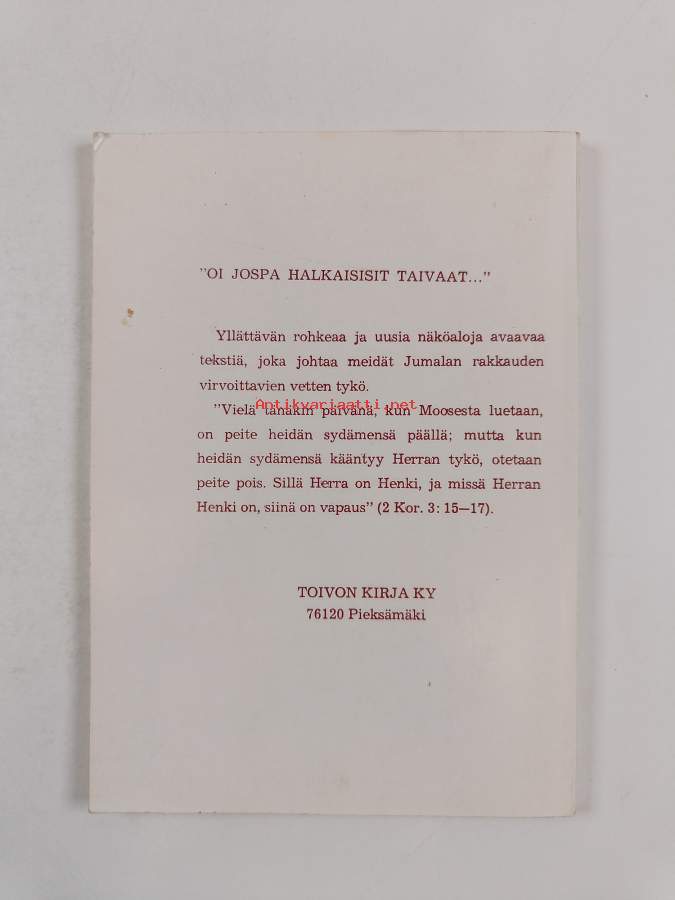 "OI JOSPA HALKAISISIT TAIVAAT..."
Yllättävän rohkeaa ja uusia näköaloja avaavaa
tekstiä, joka johtaa meidät Jumalan rakkauden
virvoittavien vetten tykö.
Antikvariaatti.net
"Vielä tänäkin päivänä, kun Moosesta luetaan,
on peite heidän sydämensä päällä; mutta kun
heidän sydämensä kääntyy Herran tykö, otetaan
peite pois. Sillä Herra on Henki, ja missä Herran
Henki on, siinä on vapaus" (2 Kor. 3: 15—17).
TOIVON KIRJA KY
76120 Pieksämäki